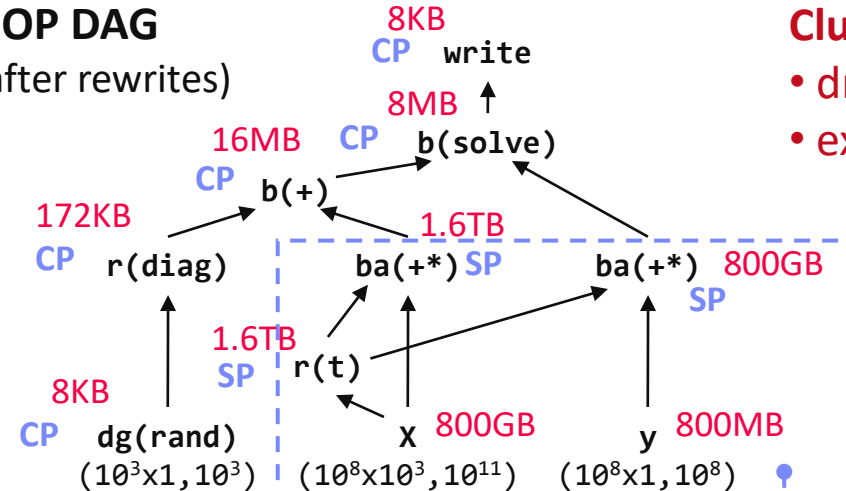 OP DAG
8KB
CP write
after rewrites)
8MB
CP b(solve)
16MB
CP b(+)
172KB
CP r(diag)
1.6TB
ba(+*) SP
ba(+*) 800GB
SP
1.6TB
SP r(t)
8KB
CP dg(rand)
X 800GB
y 800MB
(10³x1,10³)
(10⁸x10³,10¹¹)
(10⁸x1,10⁸)
Clu
• d
• ex